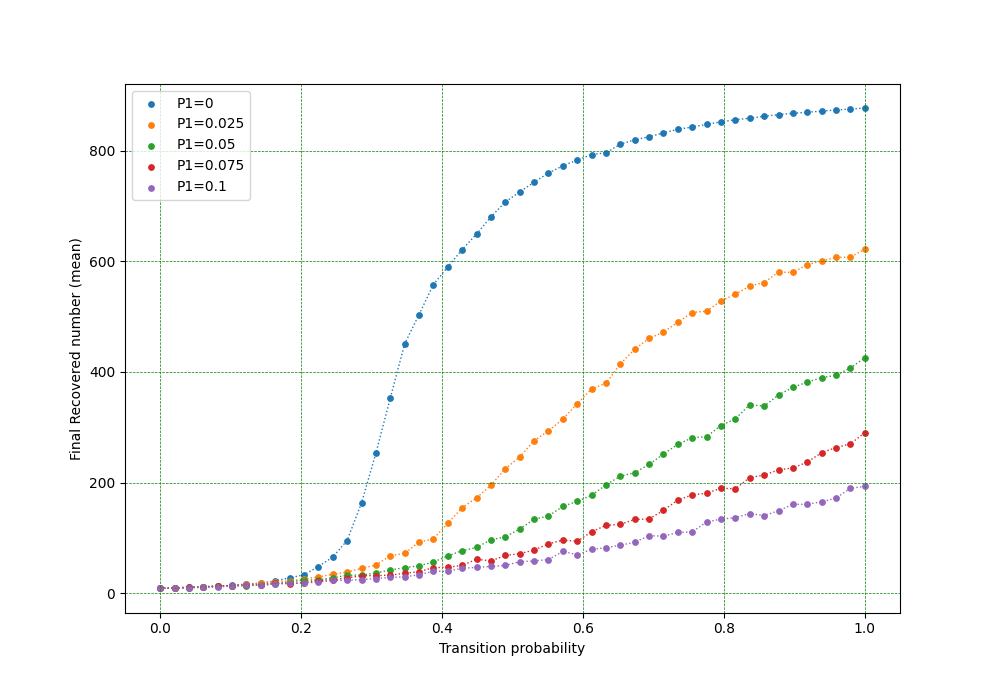 P1=0
P1=0.025
P1=0.05
P1=0.075
P1=0.1
Final Recovered number (mean)
800
600
400
200
0
0.0 0.2 0.4 0.6 0.8 1.0
Transition probability